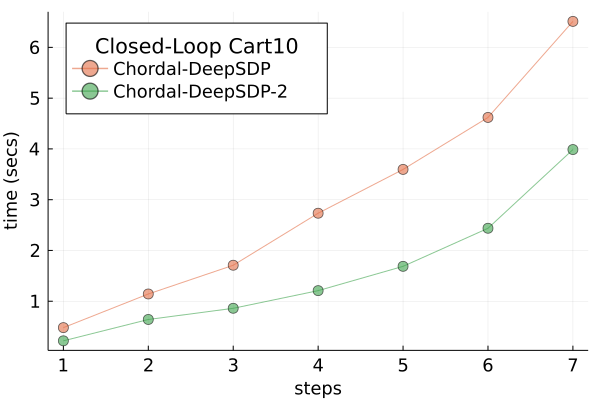 Closed-Loop Cart10
Chordal-DeepSDP
Chordal-DeepSDP-2
time (secs)
6
5
4
3
2
1
1 2 3 4 5 6 7
steps